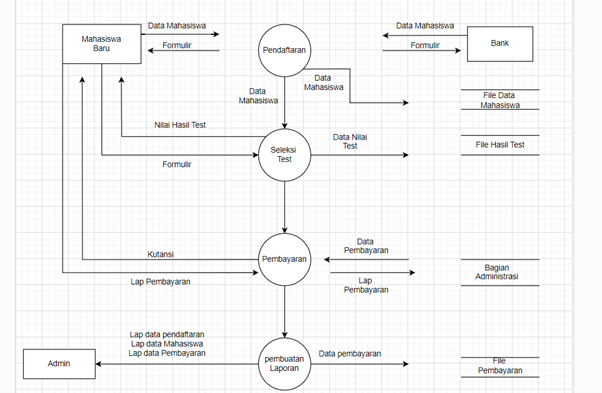 Data Mahasiswa
Data Mahasiswa
Mahasiswa
Baru
Formulir
Pendaftaran
Formulir
Bank
Data
Mahasiswa
Data
Mahasiswa
File Data
Mahasiswa
Nilai Hasil Test
Data Nilai
Test
File Hasil Test
Seleksi
Test
Formulir
Data
Pembayaran
Kutansi
Pembayaran
Lap Pembayaran
Lap
Pembayaran
Bagian
Administrasi
Lap data pendaftaran
Lap data Mahasiswa
Lap data Pembayaran
Admin
pembuatan
Laporan
Data pembayaran
File
Pembayaran